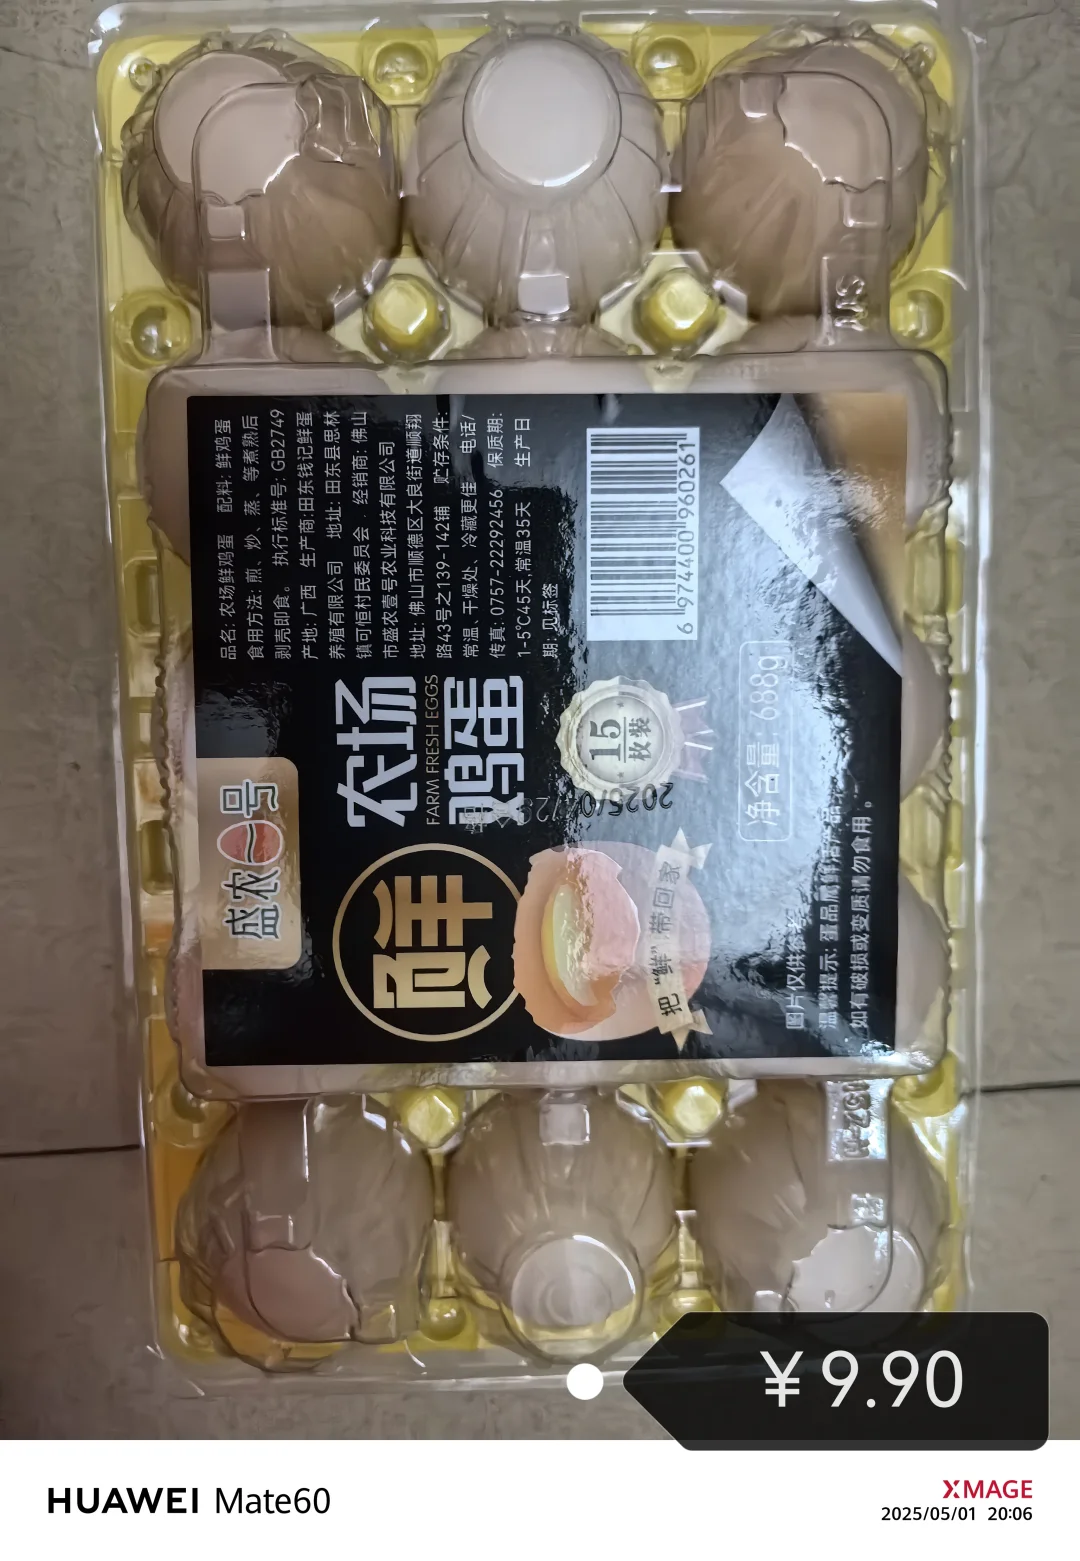 品名: 农场鲜鸡蛋 配料: 鲜鸡蛋
食用方法: 煎、炒、蒸、等煮熟后
剥壳即食。 执行标准号: GB2749
产地: 广西 生产商: 田东钱记鲜蛋
养殖有限公司 地址: 田东县思林
镇可恒村民委员会 经销商: 佛山
市盛农壹号农业科技有限公司
地址: 佛山市顺德区大良街道顺翔
路43号之139-142铺 贮存条件:
常温、干燥处、冷藏更佳 电话/
传真: 0757-22292456 保质期:
1-5℃45天,常温35天 生产日
期: 见标签
6 974400 960261
盛农一号
农场
FARM FRESH EGGS
鸡蛋
鲜
15
枚装
2025/04/29
把"鲜"带回家
净含量: 688g
图片仅供参考
温馨提示: 蛋品属鲜活产品,
如有破损或变质请勿食用。
¥9.90
HUAWEI Mate60
XMAGE
2025/05/01 20:06